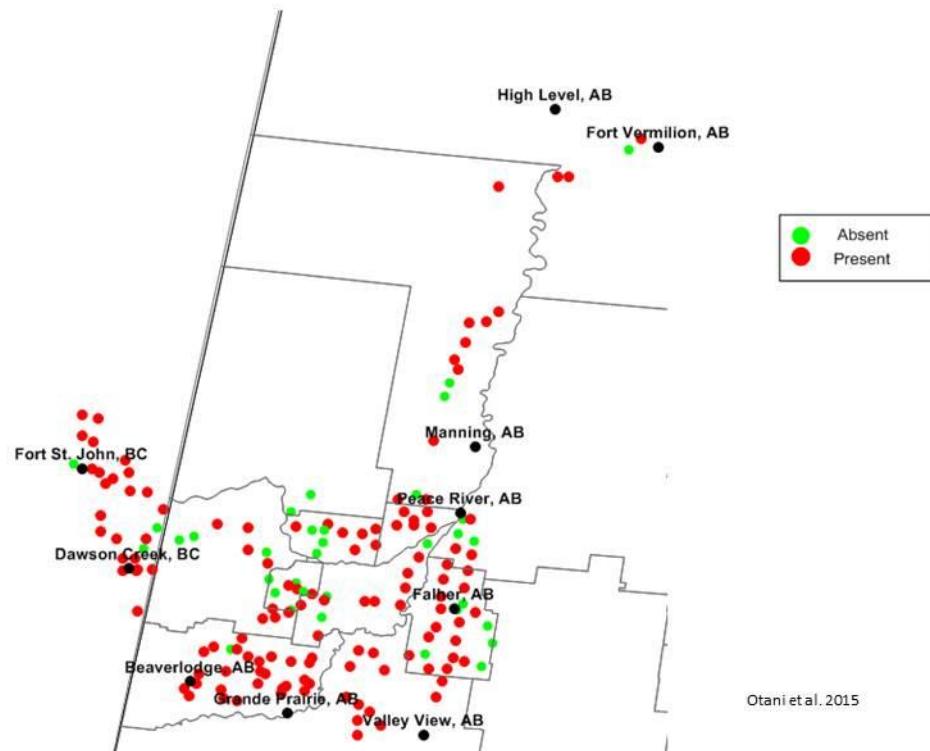 High Level, AB
Fort Vermilion, AB
Absent
Present
Manning, AB
Fort St. John, BC
Peace River, AB
Dawson Creek, BC
Falher, AB
Beaverlodge, AB
Grande Prairie, AB
Valley View, AB
Otani et al. 2015